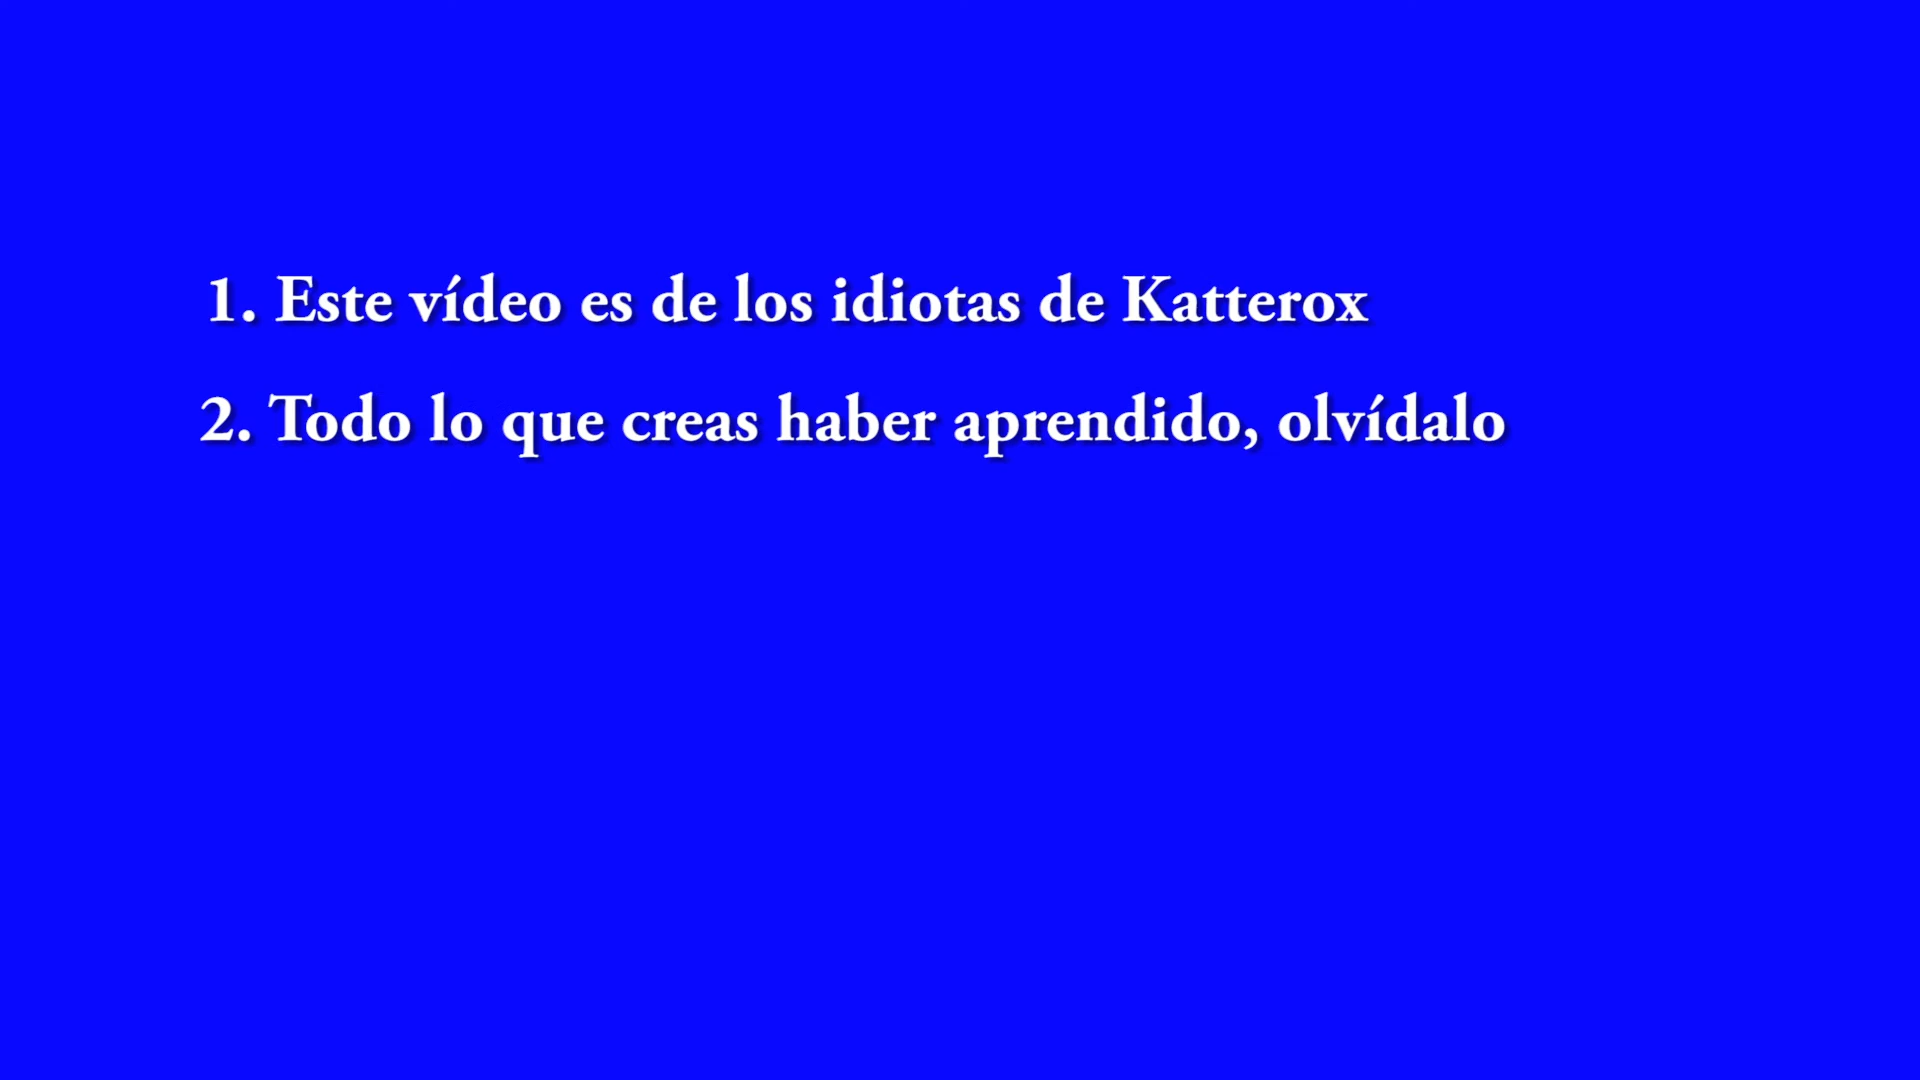 1. Este vídeo es de los idiotas de Katterox
2. Todo lo que creas haber aprendido, olvídalo